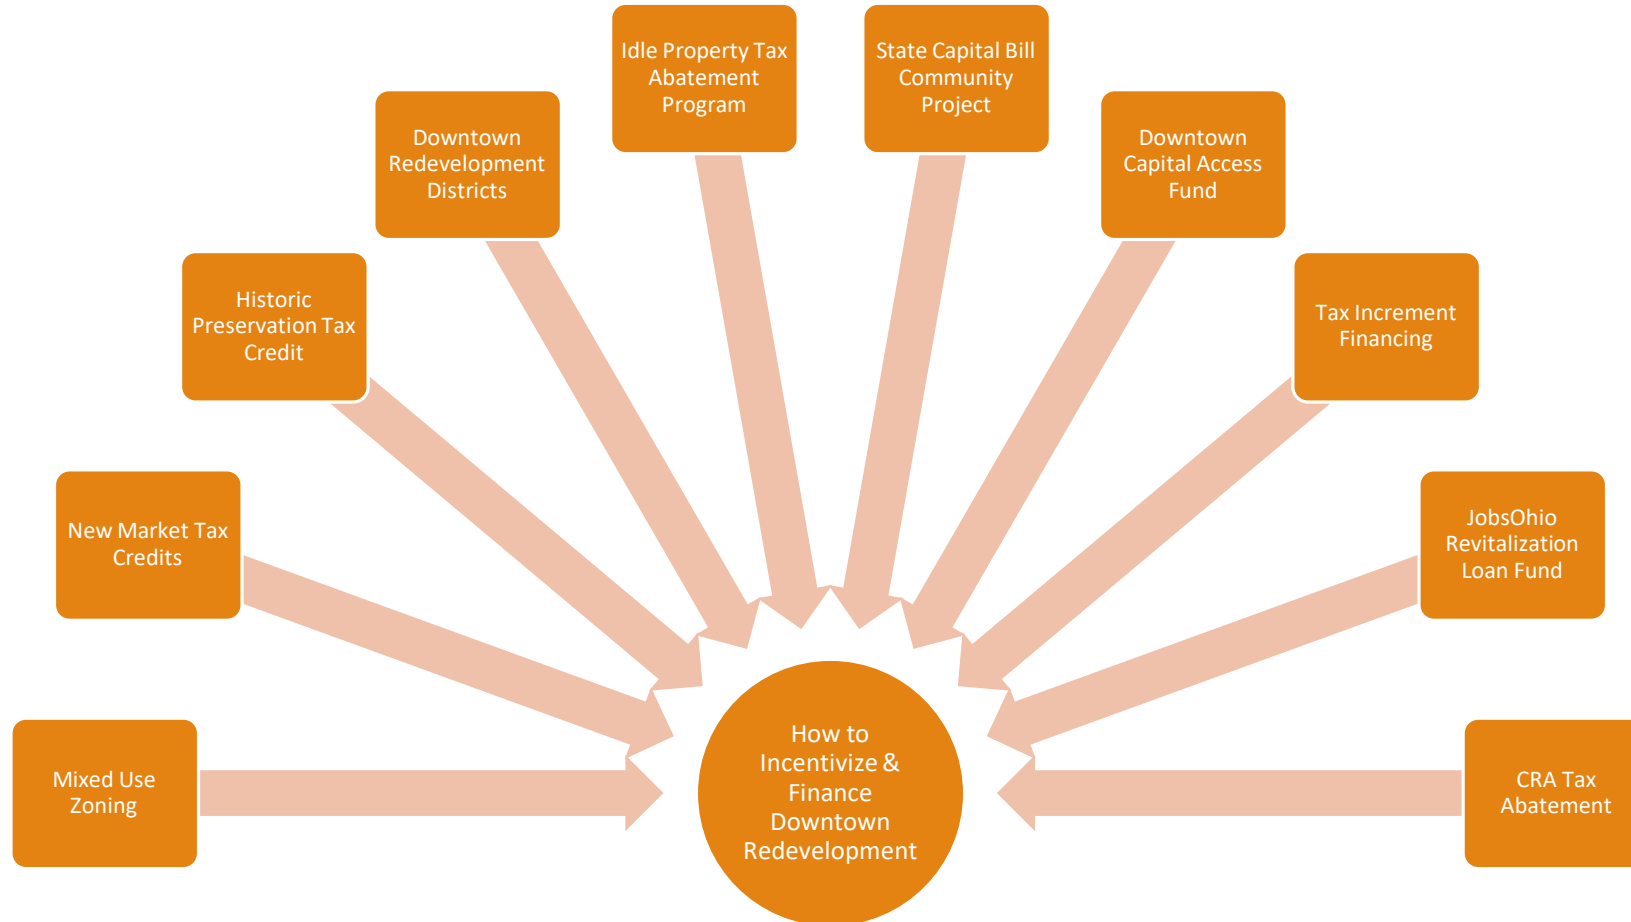 Idle Property Tax
Abatement
Program
State Capital Bill
Community
Project
Downtown
Redevelopment
Districts
Downtown
Capital Access
Fund
Historic
Preservation Tax
Credit
Tax Increment
Financing
New Market Tax
Credits
JobsOhio
Revitalization
Loan Fund
Mixed Use
Zoning
How to
Incentivize &
Finance
Downtown
Redevelopment
CRA Tax
Abatement